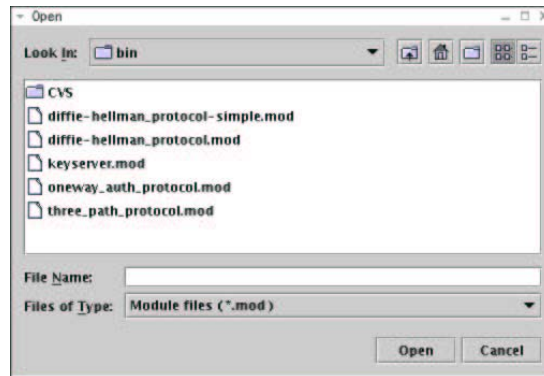 Open
Look In: bin
CVS
diffie-hellman_protocol-simple.mod
diffie-hellman_protocol.mod
keyserver.mod
oneway_auth_protocol.mod
three_path_protocol.mod
File Name:
Files of Type: Module files (*.mod)
Open Cancel